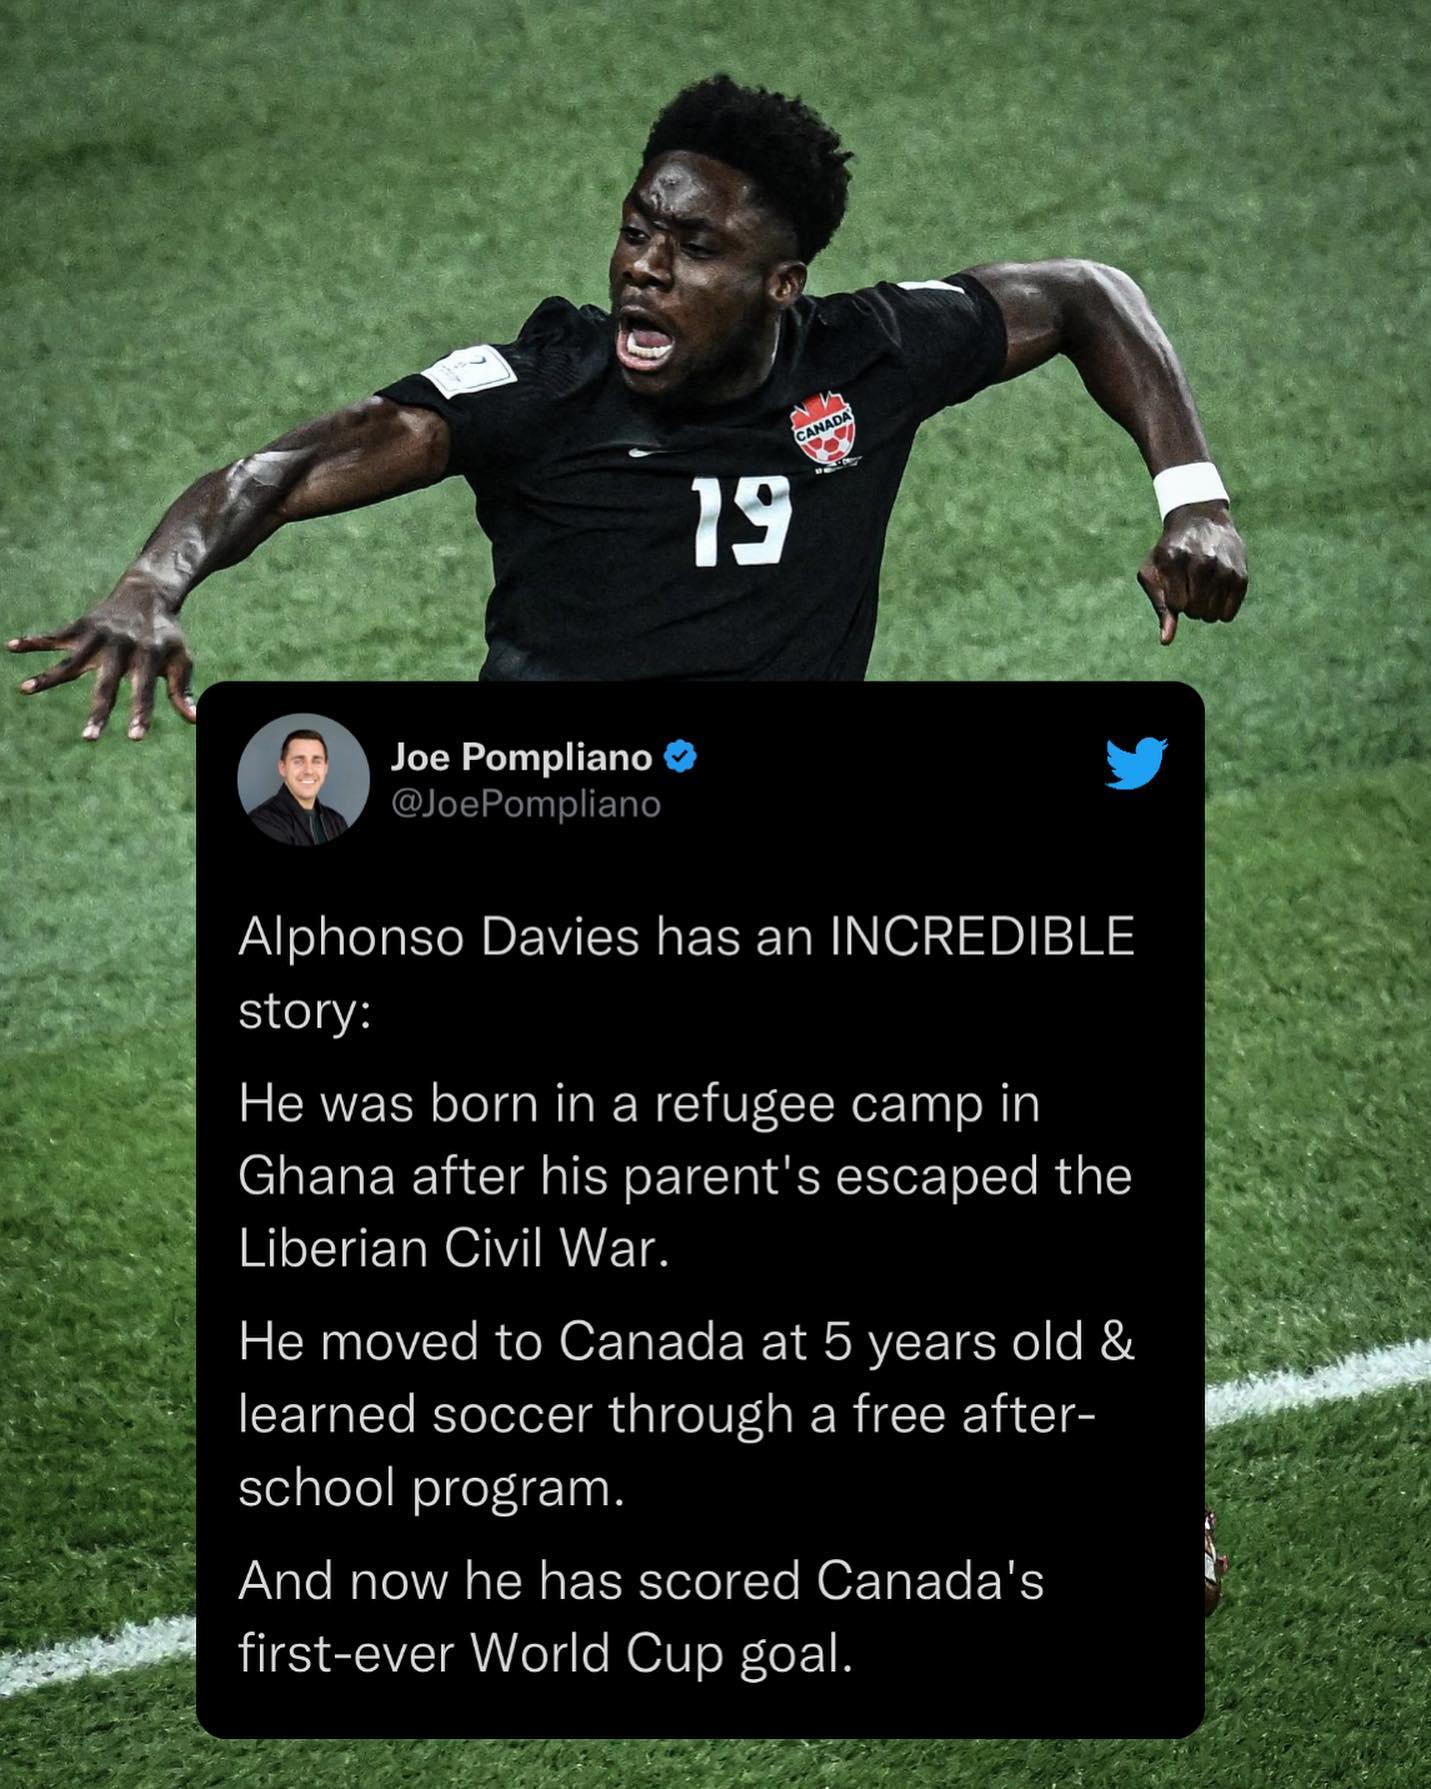 CANADA
19
Joe Pompliano
@JoePompliano
Alphonso Davies has an INCREDIBLE
story:
He was born in a refugee camp in
Ghana after his parent's escaped the
Liberian Civil War.
He moved to Canada at 5 years old &
learned soccer through a free after-
school program.
And now he has scored Canada's
first-ever World Cup goal.